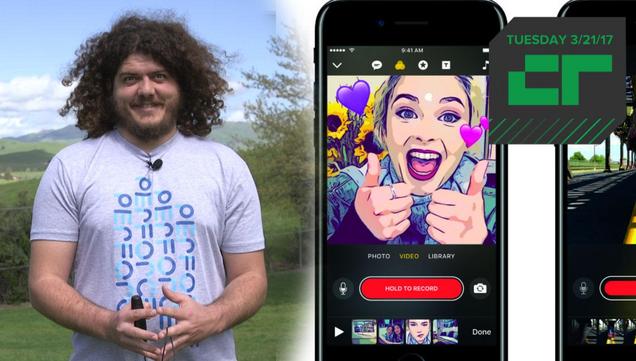 TUESDAY 3/21/17
9:41 AM
T
PHOTO VIDEO LIBRARY
HOLD TO RECORD
Done